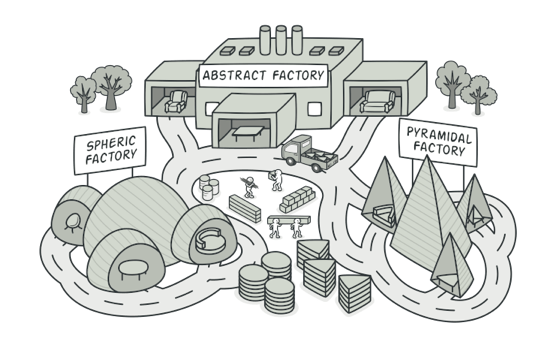 ABSTRACT FACTORY
SPHERIC
FACTORY
PYRAMIDAL
FACTORY